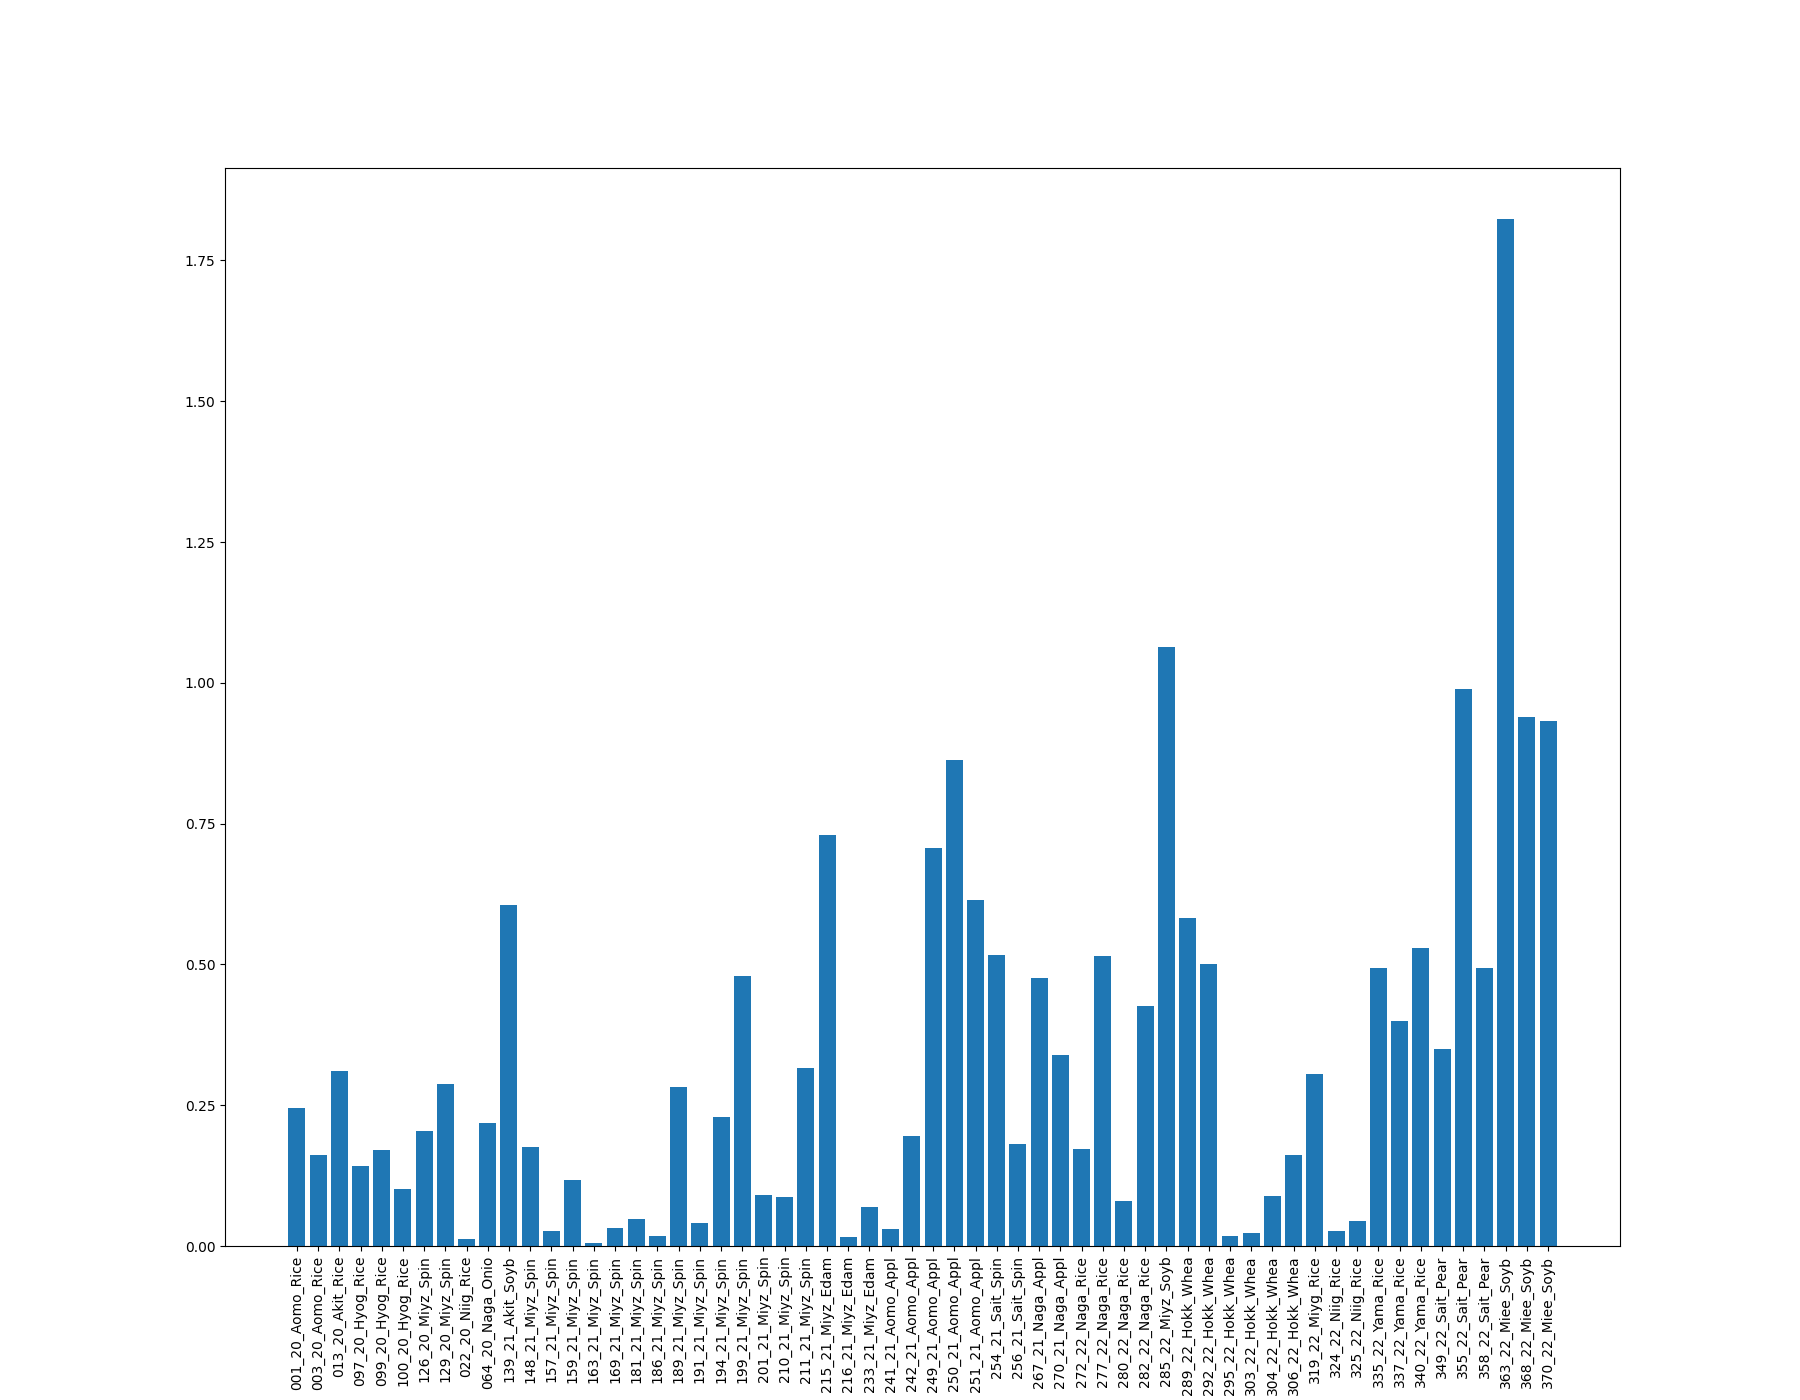 1.75
1.50
1.25
1.00
0.75
0.50
0.25
0.00
001_20_Aomo_Rice
003_20_Aomo_Rice
013_20_Akit_Rice
097_20_Hyog_Rice
099_20_Hyog_Rice
100_20_Hyog_Rice
126_20_Miyz_Spin
129_20_Miyz_Spin
022_20_Niig_Rice
064_20_Naga_Onio
139_21_Akit_Soyb
148_21_Miyz_Spin
157_21_Miyz_Spin
159_21_Miyz_Spin
163_21_Miyz_Spin
169_21_Miyz_Spin
181_21_Miyz_Spin
186_21_Miyz_Spin
189_21_Miyz_Spin
191_21_Miyz_Spin
194_21_Miyz_Spin
199_21_Miyz_Spin
201_21_Miyz_Spin
210_21_Miyz_Spin
211_21_Miyz_Spin
215_21_Miyz_Edam
216_21_Miyz_Edam
233_21_Miyz_Edam
241_21_Aomo_Appl
242_21_Aomo_Appl
249_21_Aomo_Appl
250_21_Aomo_Appl
251_21_Aomo_Appl
254_21_Sait_Spin
256_21_Sait_Spin
267_21_Naga_Appl
270_21_Naga_Appl
272_22_Naga_Rice
277_22_Naga_Rice
280_22_Naga_Rice
282_22_Naga_Rice
285_22_Miyz_Soyb
289_22_Hokk_Whea
292_22_Hokk_Whea
295_22_Hokk_Whea
303_22_Hokk_Whea
304_22_Hokk_Whea
306_22_Hokk_Whea
319_22_Miyg_Rice
324_22_Niig_Rice
325_22_Niig_Rice
335_22_Yama_Rice
337_22_Yama_Rice
340_22_Yama_Rice
349_22_Sait_Pear
355_22_Sait_Pear
358_22_Sait_Pear
363_22_Miee_Soyb
368_22_Miee_Soyb
370_22_Miee_Soyb